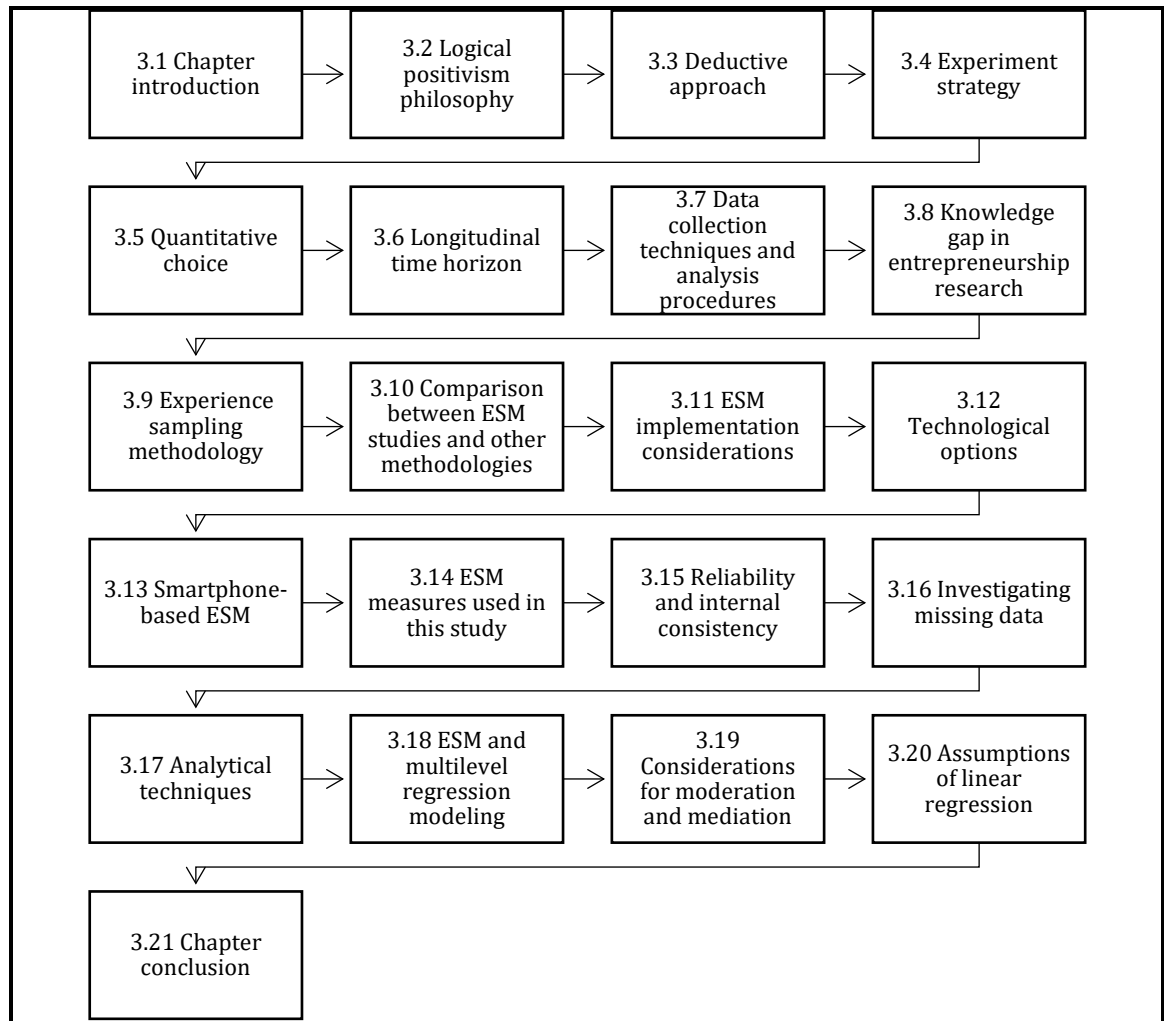 3.1 Chapter
introduction
3.2 Logical
positivism
philosophy
3.3 Deductive
approach
3.4 Experiment
strategy
3.5 Quantitative
choice
3.6 Longitudinal
time horizon
3.7 Data
collection
techniques and
analysis
procedures
3.8 Knowledge
gap in
entrepreneurship
research
3.9 Experience
sampling
methodology
3.10 Comparison
between ESM
studies and other
methodologies
3.11 ESM
implementation
considerations
3.12
Technological
options
3.13 Smartphone-
based ESM
3.14 ESM
measures used in
this study
3.15 Reliability
and internal
consistency
3.16 Investigating
missing data
3.17 Analytical
techniques
3.18 ESM and
multilevel
regression
modeling
3.19
Considerations
for moderation
and mediation
3.20 Assumptions
of linear
regression
3.21 Chapter
conclusion